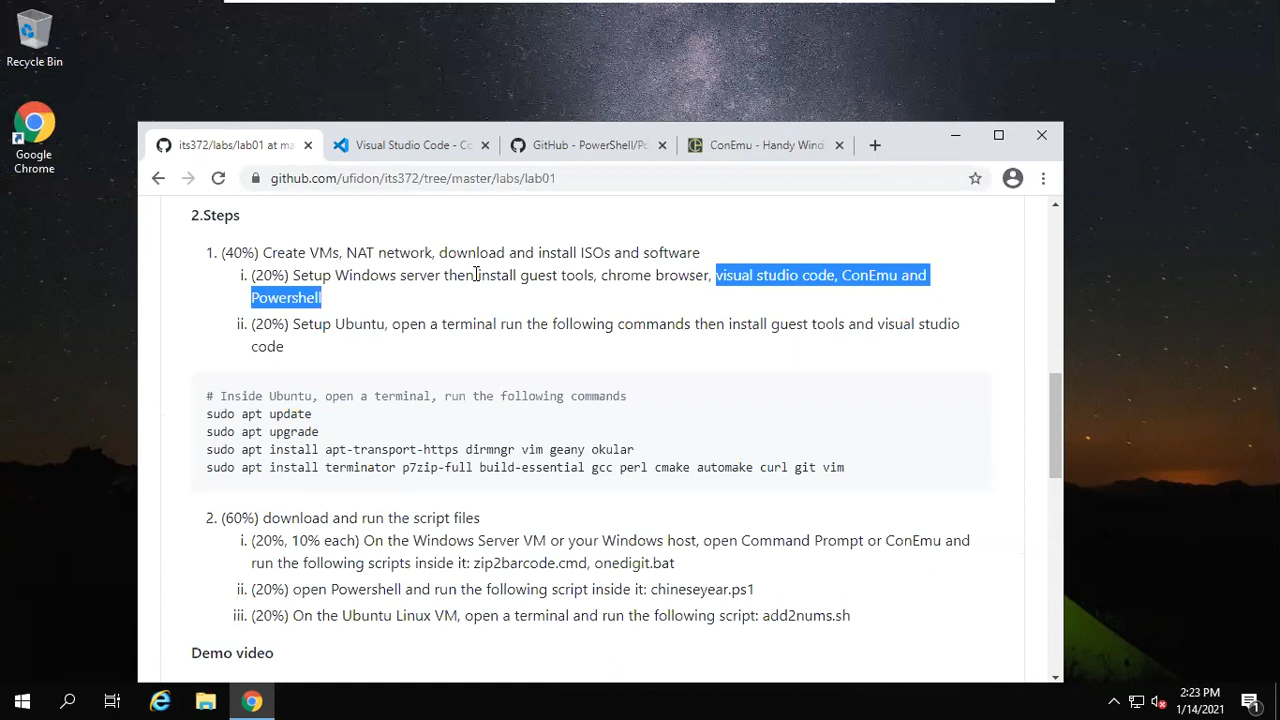 Recycle Bin
Google
Chrome
its372/labs/lab01 at ma
Visual Studio Code - Co
GitHub - PowerShell/Po
ConEmu - Handy Wind
github.com/ufidon/its372/tree/master/labs/lab01
2.Steps
1. (40%) Create VMs, NAT network, download and install ISOs and software
i. (20%) Setup Windows server then install guest tools, chrome browser, visual studio code, ConEmu and
Powershell
ii. (20%) Setup Ubuntu, open a terminal run the following commands then install guest tools and visual studio
code
# Inside Ubuntu, open a terminal, run the following commands
sudo apt update
sudo apt upgrade
sudo apt install apt-transport-https dirmngr vim geany okular
sudo apt install terminator p7zip-full build-essential gcc perl cmake automake curl git vim
2. (60%) download and run the script files
i. (20%, 10% each) On the Windows Server VM or your Windows host, open Command Prompt or ConEmu and
run the following scripts inside it: zip2barcode.cmd, onedigit.bat
ii. (20%) open Powershell and run the following script inside it: chineseyear.ps1
iii. (20%) On the Ubuntu Linux VM, open a terminal and run the following script: add2nums.sh
Demo video
2:23 PM
1/14/2021
1